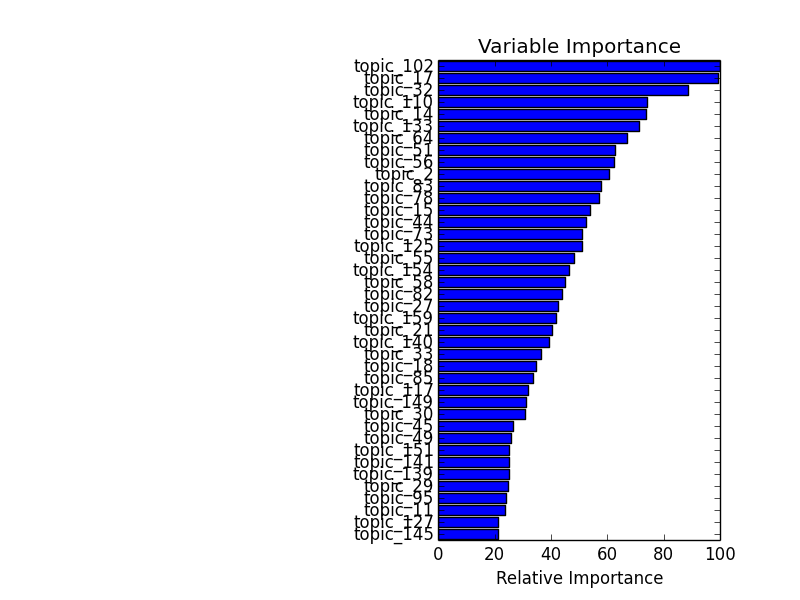 Variable Importance
topic_102
topic_17
topic_32
topic_110
topic_14
topic_133
topic_64
topic_51
topic_56
topic_2
topic_83
topic_78
topic_15
topic_44
topic_73
topic_125
topic_55
topic_154
topic_58
topic_82
topic_27
topic_159
topic_21
topic_140
topic_33
topic_18
topic_85
topic_117
topic_149
topic_30
topic_45
topic_49
topic_151
topic_141
topic_139
topic_29
topic_95
topic_11
topic_127
topic_145
0 20 40 60 80 100
Relative Importance